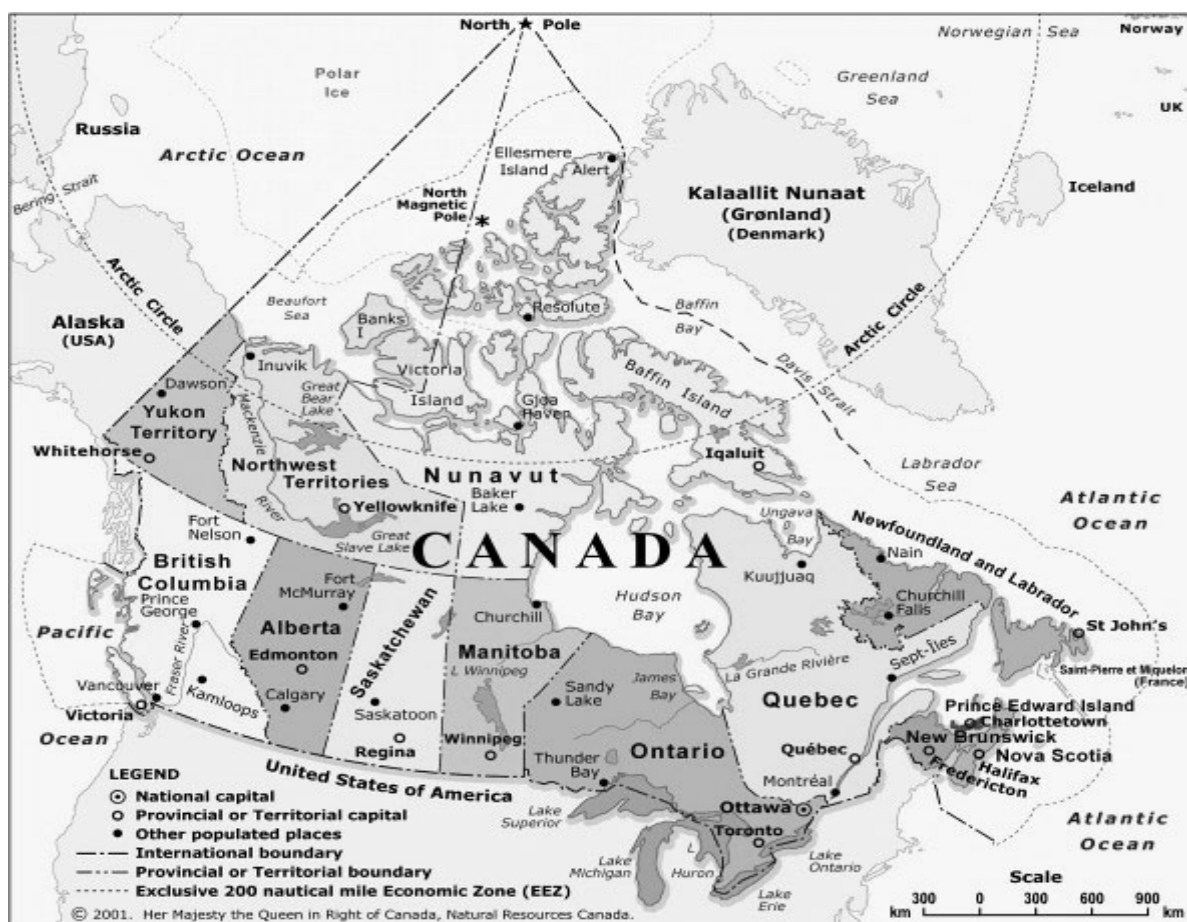 North Pole
Norwegian Sea
Norway
Polar
Ice
Greenland
Sea
UK
Russia
Arctic Ocean
Ellesmere
Island
Alert
Bering Strait
North
Magnetic
Pole
Kalaallit Nunaat
(Grønland)
(Denmark)
Iceland
Arctic Circle
Beaufort
Sea
Resolute
Baffin
Bay
Arctic Circle
Alaska
(USA)
Banks
I
Inuvik
Victoria
Island
Baffin Island
Davis Strait
Dawson
Great
Bear
Lake
Gjoa
Haven
Yukon
Territory
Mackenzie
River
Whitehorse
Northwest
Territories
Nunavut
Iqaluit
Labrador
Sea
Yellowknife
Baker
Lake
Ungava
Bay
Atlantic
Ocean
Fort
Nelson
Great
Slave Lake
CANADA
Newfoundland and Labrador
Nain
British
Columbia
Kuujjuaq
Fort
McMurray
Hudson
Bay
Churchill
Falls
Prince
George
Churchill
Pacific
Ocean
Alberta
Saskatchewan
Manitoba
St John's
Edmonton
L Winnipeg
Sept-Îles
La Grande Rivière
Saint-Pierre et Miquelon
(France)
Fraser River
Vancouver
Kamloops
Calgary
Sandy
Lake
James
Bay
Quebec
Victoria
Saskatoon
Prince Edward Island
Charlottetown
Regina
Winnipeg
Ontario
Québec
New Brunswick
Nova Scotia
Halifax
Fredericton
Thunder
Bay
Montréal
United States of America
Ottawa
Lake
Superior
Toronto
Atlantic
Ocean
Lake
Michigan
L
Huron
Lake
Ontario
Lake
Erie
LEGEND
National capital
Provincial or Territorial capital
Other populated places
International boundary
Provincial or Territorial boundary
Exclusive 200 nautical mile Economic Zone (EEZ)
Scale
300 0 300 600 900
km km
© 2001. Her Majesty the Queen in Right of Canada, Natural Resources Canada.